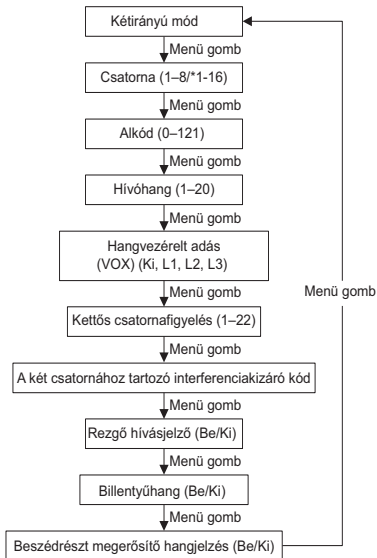 Kétirányú mód
Menü gomb
Csatorna (1–8/*1-16)
Menü gomb
Alkód (0–121)
Menü gomb
Hívóhang (1–20)
Menü gomb
Hangvezérelt adás
(VOX) (Ki, L1, L2, L3)
Menü gomb
Menü gomb
Kettős csatornafigyelés (1–22)
Menü gomb
A két csatornához tartozó interferenciakizáró kód
Menü gomb
Rezgő hívásjelző (Be/Ki)
Menü gomb
Billentyűhang (Be/Ki)
Menü gomb
Beszédrészt megerősítő hangjelzés (Be/Ki)